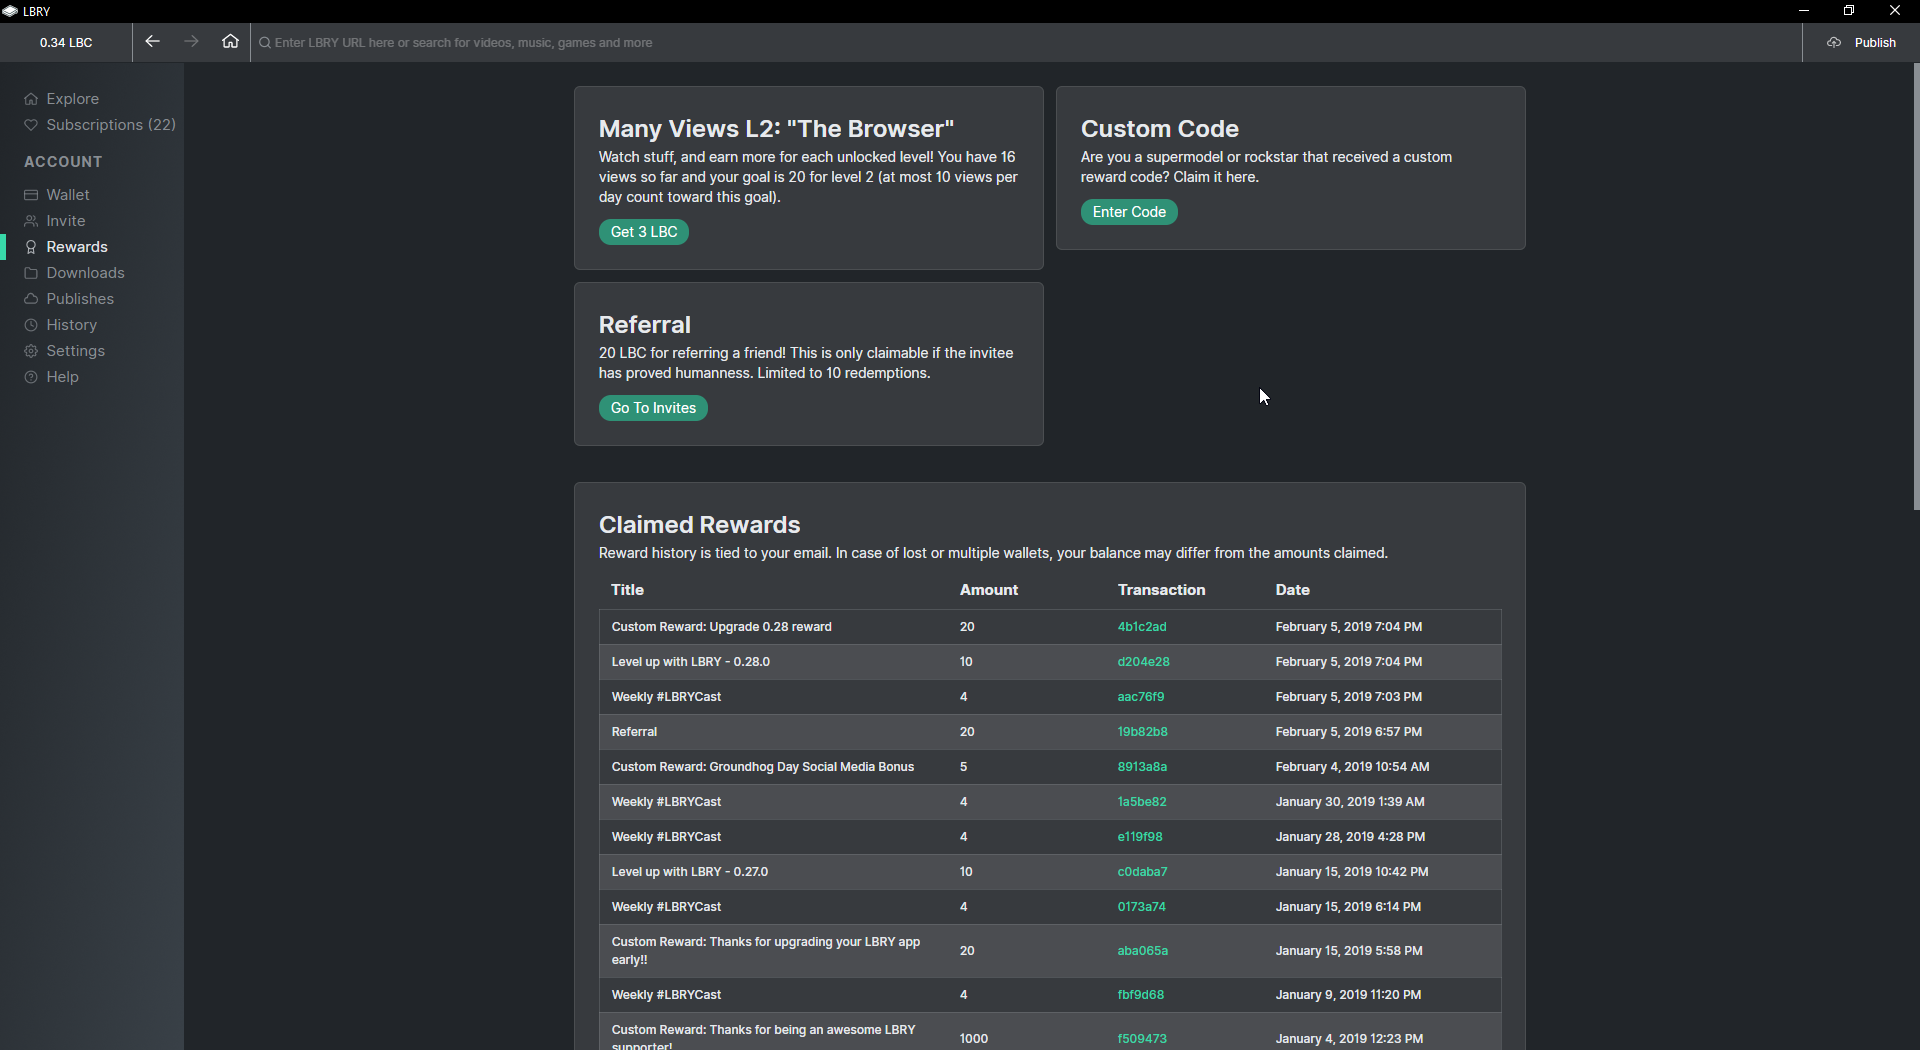 LBRY
0.34 LBC
Enter LBRY URL here or search for videos, music, games and more
Publish
Explore
Subscriptions (22)
ACCOUNT
Wallet
Invite
Rewards
Downloads
Publishes
History
Settings
Help
Many Views L2: "The Browser"
Watch stuff, and earn more for each unlocked level! You have 16
views so far and your goal is 20 for level 2 (at most 10 views per
day count toward this goal).
Get 3 LBC
Custom Code
Are you a supermodel or rockstar that received a custom
reward code? Claim it here.
Enter Code
Referral
20 LBC for referring a friend! This is only claimable if the invitee
has proved humanness. Limited to 10 redemptions.
Go To Invites
Claimed Rewards
Reward history is tied to your email. In case of lost or multiple wallets, your balance may differ from the amounts claimed.
Title Amount Transaction Date
Custom Reward: Upgrade 0.28 reward 20 4b1c2ad February 5, 2019 7:04 PM
Level up with LBRY - 0.28.0 10 d204e28 February 5, 2019 7:04 PM
Weekly #LBRYCast 4 aac76f9 February 5, 2019 7:03 PM
Referral 20 19b82b8 February 5, 2019 6:57 PM
Custom Reward: Groundhog Day Social Media Bonus 5 8913a8a February 4, 2019 10:54 AM
Weekly #LBRYCast 4 1a5be82 January 30, 2019 1:39 AM
Weekly #LBRYCast 4 e119f98 January 28, 2019 4:28 PM
Level up with LBRY - 0.27.0 10 c0daba7 January 15, 2019 10:42 PM
Weekly #LBRYCast 4 0173a74 January 15, 2019 6:14 PM
Custom Reward: Thanks for upgrading your LBRY app
early!! 20 aba065a January 15, 2019 5:58 PM
Weekly #LBRYCast 4 fbf9d68 January 9, 2019 11:20 PM
Custom Reward: Thanks for being an awesome LBRY
supporter! 1000 f509473 January 4, 2019 12:23 PM